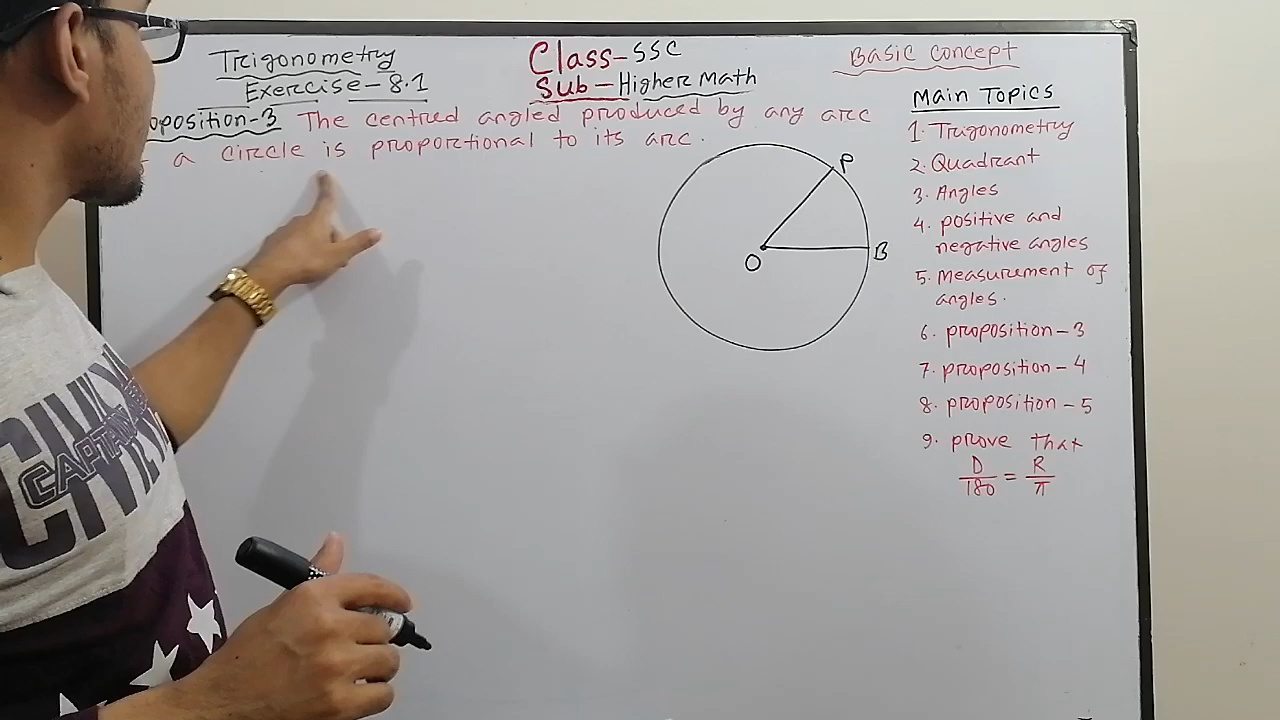 Trigonometry
Exercise-8.1
Class-SSC
Sub-Higher Math
Basic Concept
oposition-3 The centred angled produced by any arc
a circle is proportional to its arc.
P
B
O
Main Topics
1. Trigonometry
2. Quadrant
3. Angles
4. positive and
negative angles
5. Measurement of
angles.
6. proposition-3
7. proposition-4
8. proposition-5
9. prove that
D/180 = R/π
CIVIL
CAPTAIN